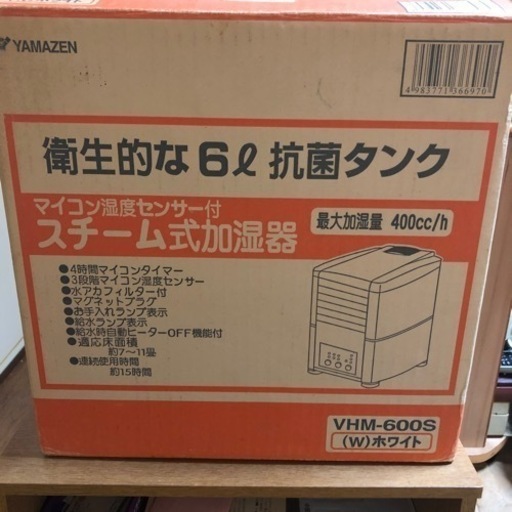 YAMAZEN
4983771366970
衛生的な6ℓ抗菌タンク
マイコン湿度センサー付
スチーム式加湿器
最大加湿量 400cc/h
●4時間マイコンタイマー
●3段階マイコン湿度センサー
●水アカフィルター付
●マグネットプラグ
●お手入れランプ表示
●給水ランプ表示
●給水時自動ヒーターOFF機能付
●適応床面積
約7～11畳
●連続使用時間
約15時間
VHM-600S
(W)ホワイト